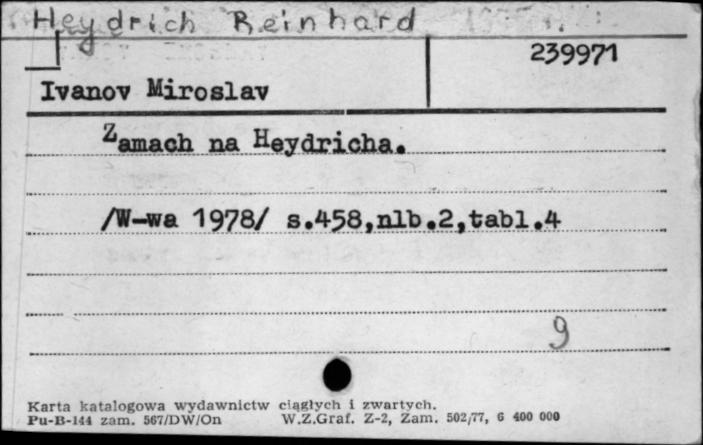 Heydrich Reinhard
239971
Ivanov Miroslav
Zamach na Heydricha.
/W-wa 1978/ s.458,nlb.2,tabl.4
9
Karta katalogowa wydawnictw ciągłych i zwartych.
Pu-B-144 zam. 567/DW/On W.Z.Graf. Z-2, Zam. 502/77, 6 400 000